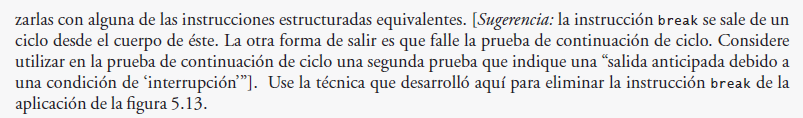 zarlas con alguna de las instrucciones estructuradas equivalentes. [Sugerencia: la instrucción break se sale de un
ciclo desde el cuerpo de éste. La otra forma de salir es que falle la prueba de continuación de ciclo. Considere
utilizar en la prueba de continuación de ciclo una segunda prueba que indique una “salida anticipada debido a
una condición de ‘interrupción’”]. Use la técnica que desarrolló aquí para eliminar la instrucción break de la
aplicación de la figura 5.13.